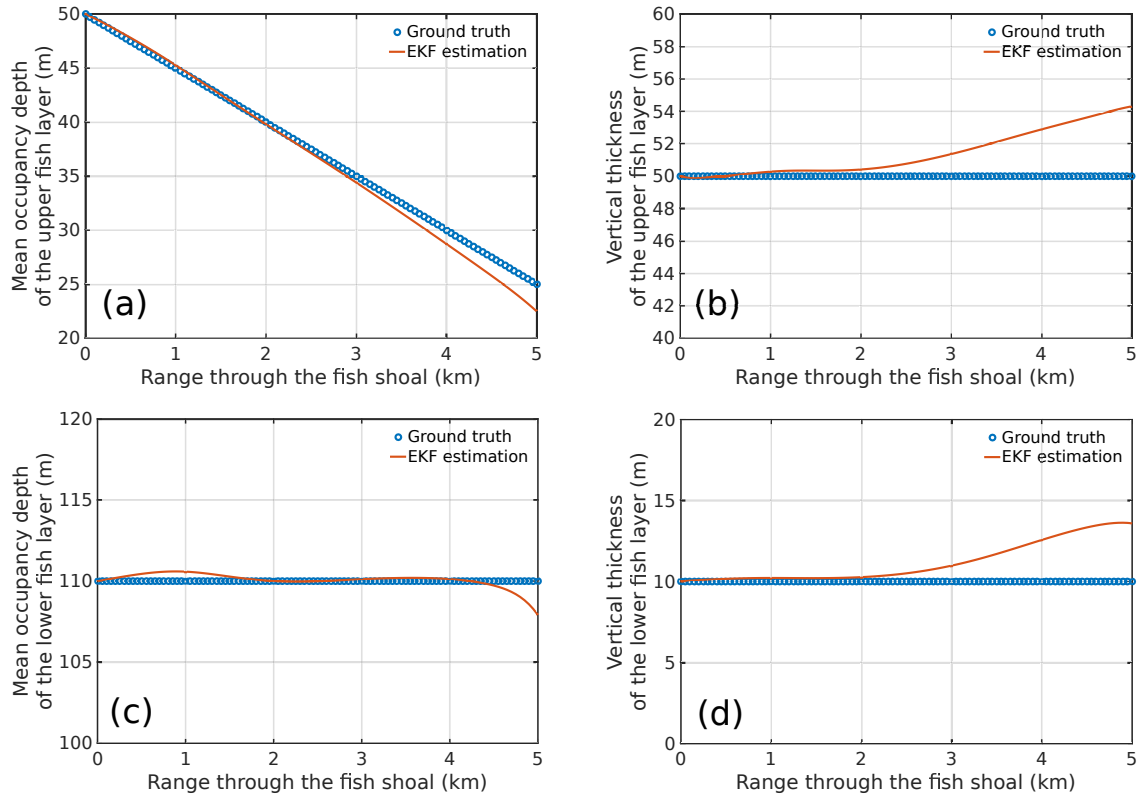 50
45
40
35
30
25
20
0
1
2
3
4
5
Mean occupancy depth
of the upper fish layer (m)
Range through the fish shoal (km)
Ground truth
EKF estimation
(a)
60
58
56
54
52
50
48
46
44
42
40
0
1
2
3
4
5
Vertical thickness
of the upper fish layer (m)
Range through the fish shoal (km)
Ground truth
EKF estimation
(b)
120
115
110
105
100
0
1
2
3
4
5
Mean occupancy depth
of the lower fish layer (m)
Range through the fish shoal (km)
Ground truth
EKF estimation
(c)
20
15
10
5
0
0
1
2
3
4
5
Vertical thickness
of the lower fish layer (m)
Range through the fish shoal (km)
Ground truth
EKF estimation
(d)